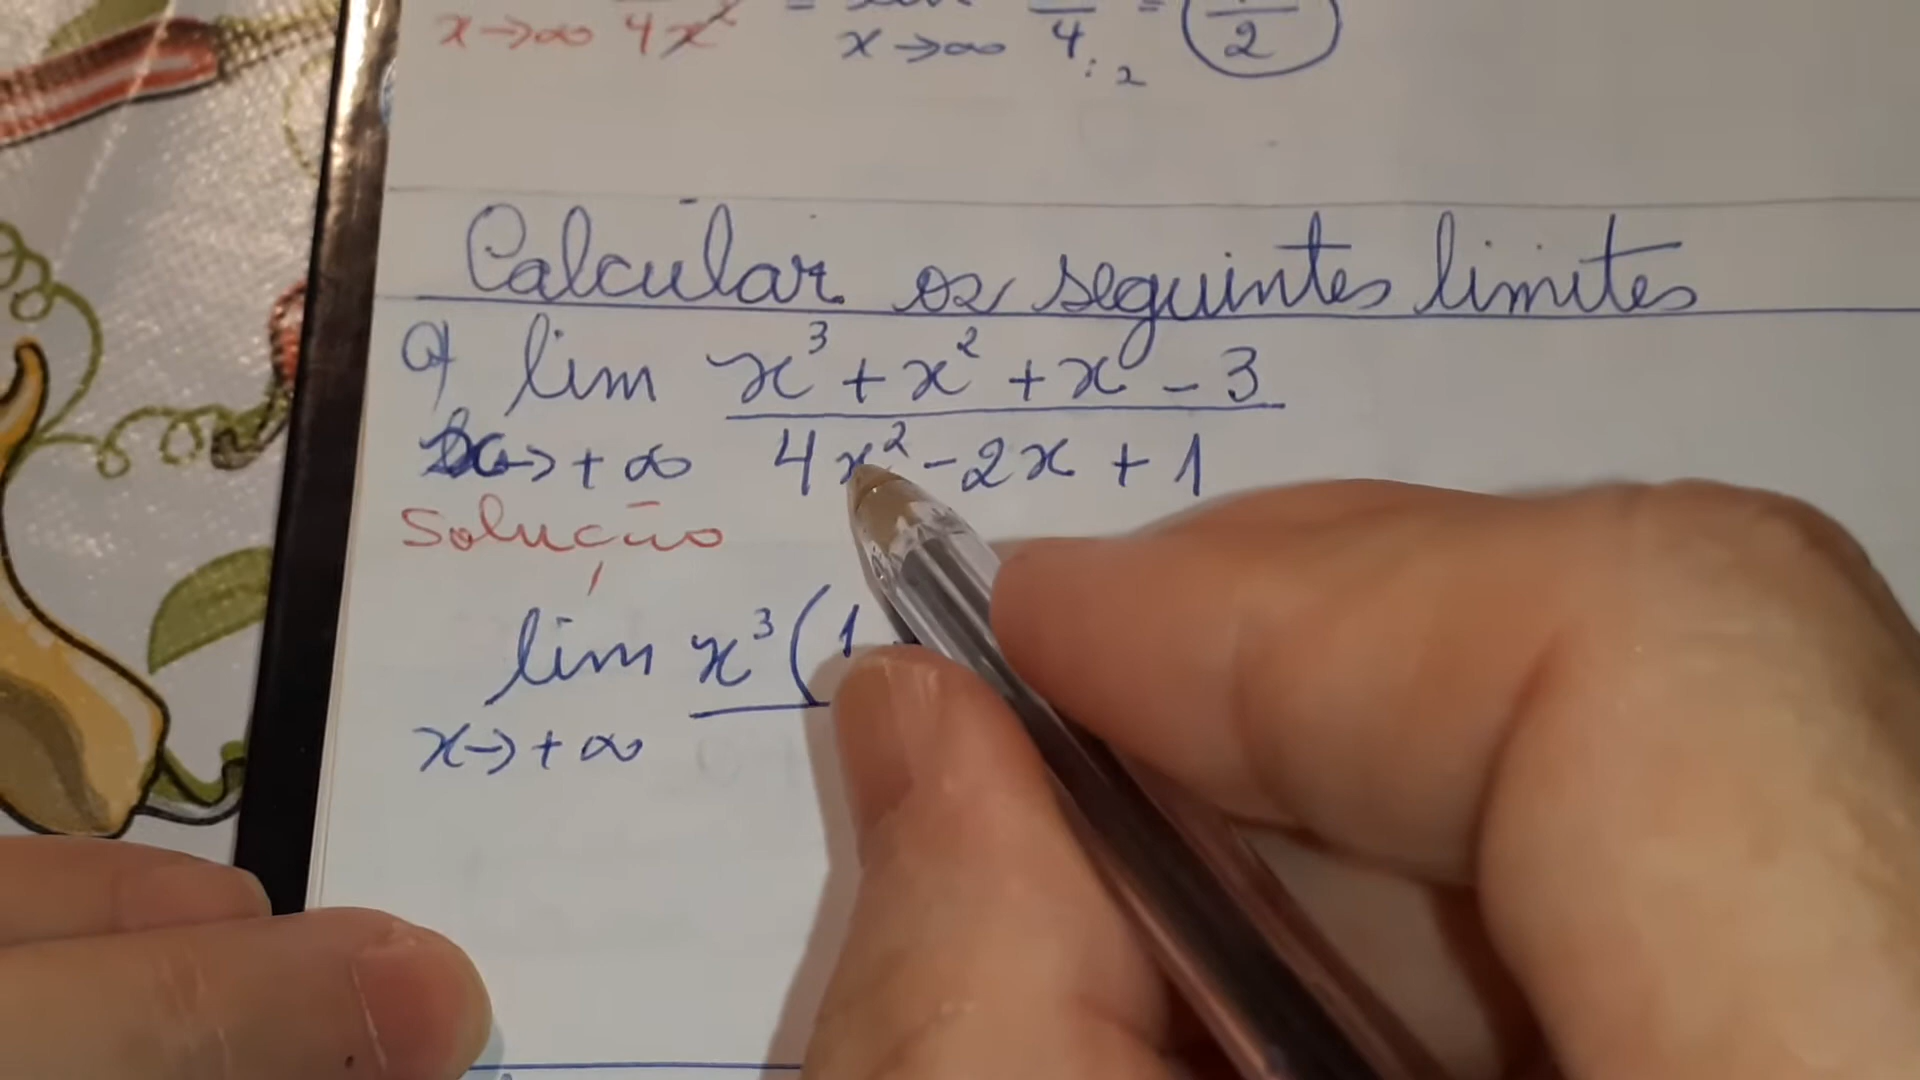 x→∞ 4x² = x→∞ 4 :2 = 2
Calcular os seguintes limites
a) lim x³ + x² + x - 3
x→+∞ 4x² - 2x + 1
Solução
lim x³ (1
x→+∞